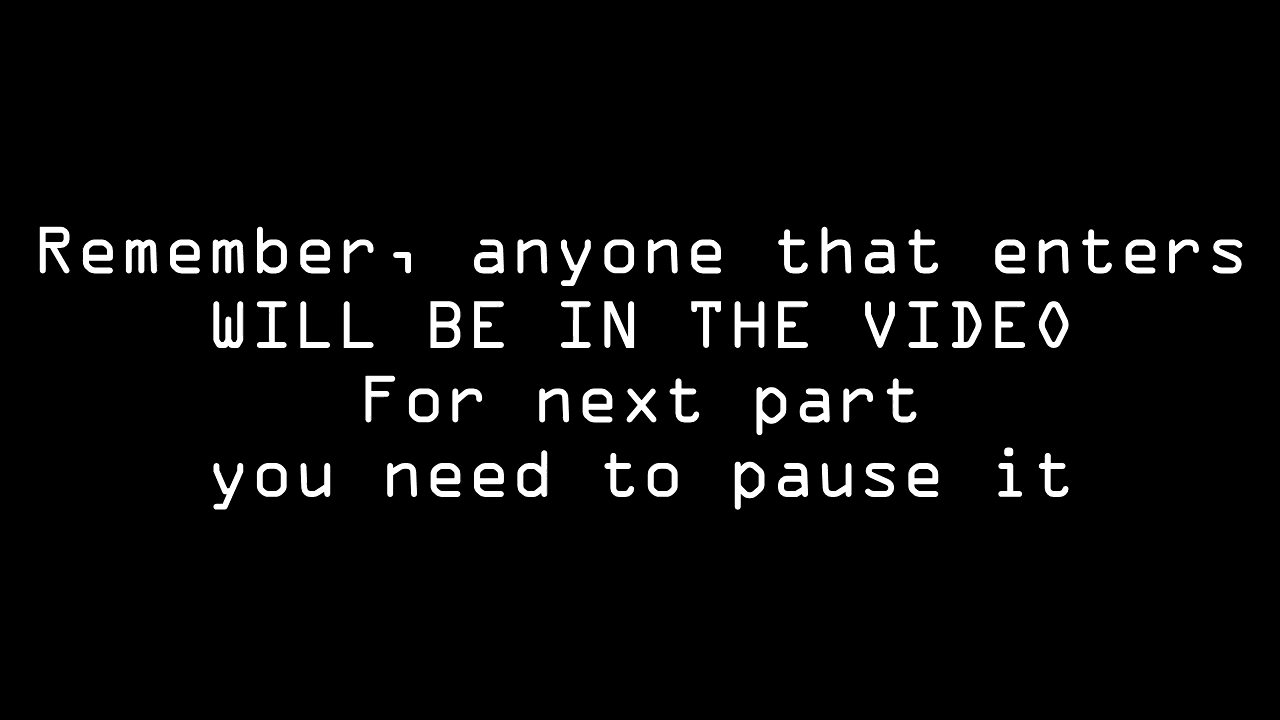 Remember, anyone that enters
WILL BE IN THE VIDEO
For next part
you need to pause it